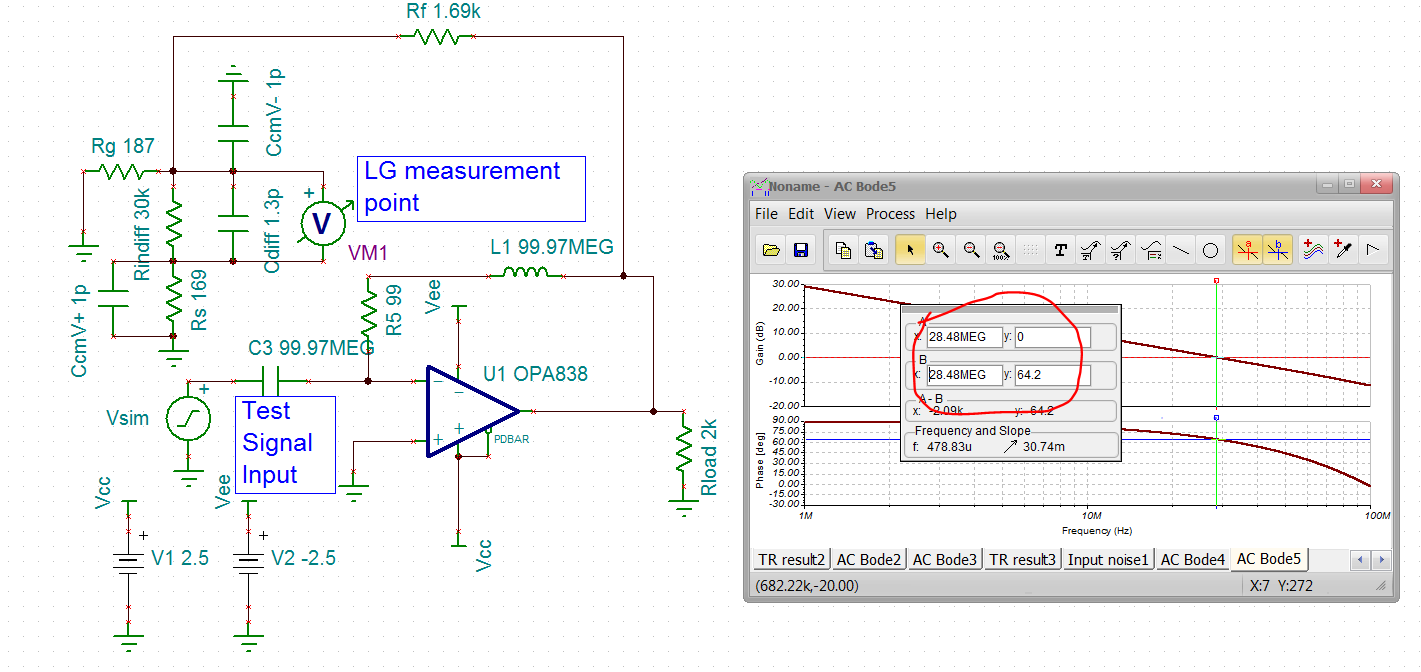 Rf 1.69k
CcmV- 1p
Rg 187
LG measurement
point
Rindiff 30k
Cdiff 1.3p
V
+
VM1
L1 99.97MEG
CcmV+ 1p
Rs 169
R5 99
Vee
C3 99.97MEG
U1 OPA838
Vsim
+
Test
Signal
Input
−
−
+
+
PDBAR
Rload 2k
Vcc
Vee
Vcc
+
V1 2.5
+
V2 -2.5
Noname - AC Bode5
File Edit View Process Help
100%
T
a
b
30.00
20.00
10.00
0.00
-10.00
-20.00
Gain (dB)
A
x: 28.48MEG y: 0
B
x: 28.48MEG y: 64.2
A - B
x: -2.09k y: -64.2
Frequency and Slope
f: 478.83u 30.74m
90.00
75.00
60.00
45.00
30.00
15.00
0.00
-15.00
-30.00
Phase [deg]
1M 10M 100M
Frequency (Hz)
TR result2 AC Bode2 AC Bode3 TR result3 Input noise1 AC Bode4 AC Bode5
(682.22k,-20.00) X:7 Y:272